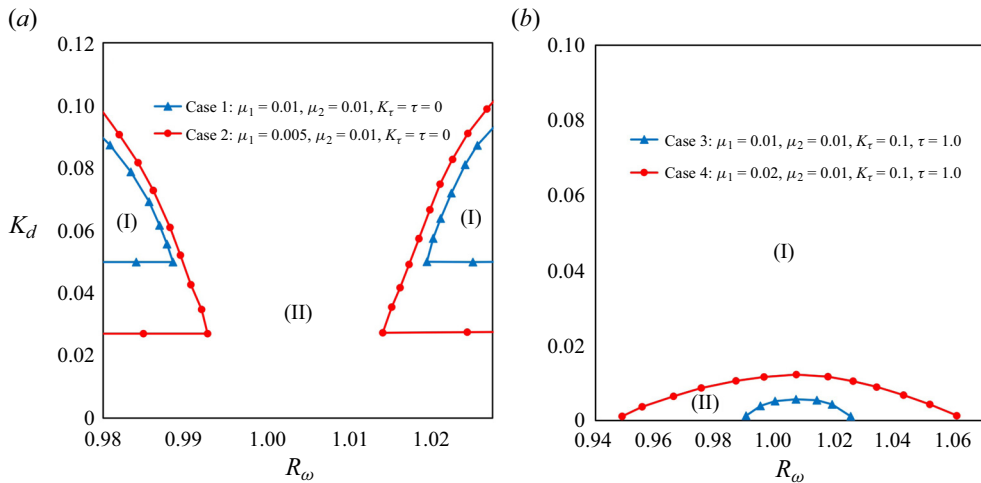 (a)
0.12
0.10
0.08
0.06
0.04
0.02
0
K_d
Case 1: μ₁ = 0.01, μ₂ = 0.01, K_τ = τ = 0
Case 2: μ₁ = 0.005, μ₂ = 0.01, K_τ = τ = 0
(I)
(I)
(II)
0.98 0.99 1.00 1.01 1.02
R_ω
(b)
0.10
0.08
0.06
0.04
0.02
0
Case 3: μ₁ = 0.01, μ₂ = 0.01, K_τ = 0.1, τ = 1.0
Case 4: μ₁ = 0.02, μ₂ = 0.01, K_τ = 0.1, τ = 1.0
(I)
(II)
0.94 0.96 0.98 1.00 1.02 1.04 1.06
R_ω